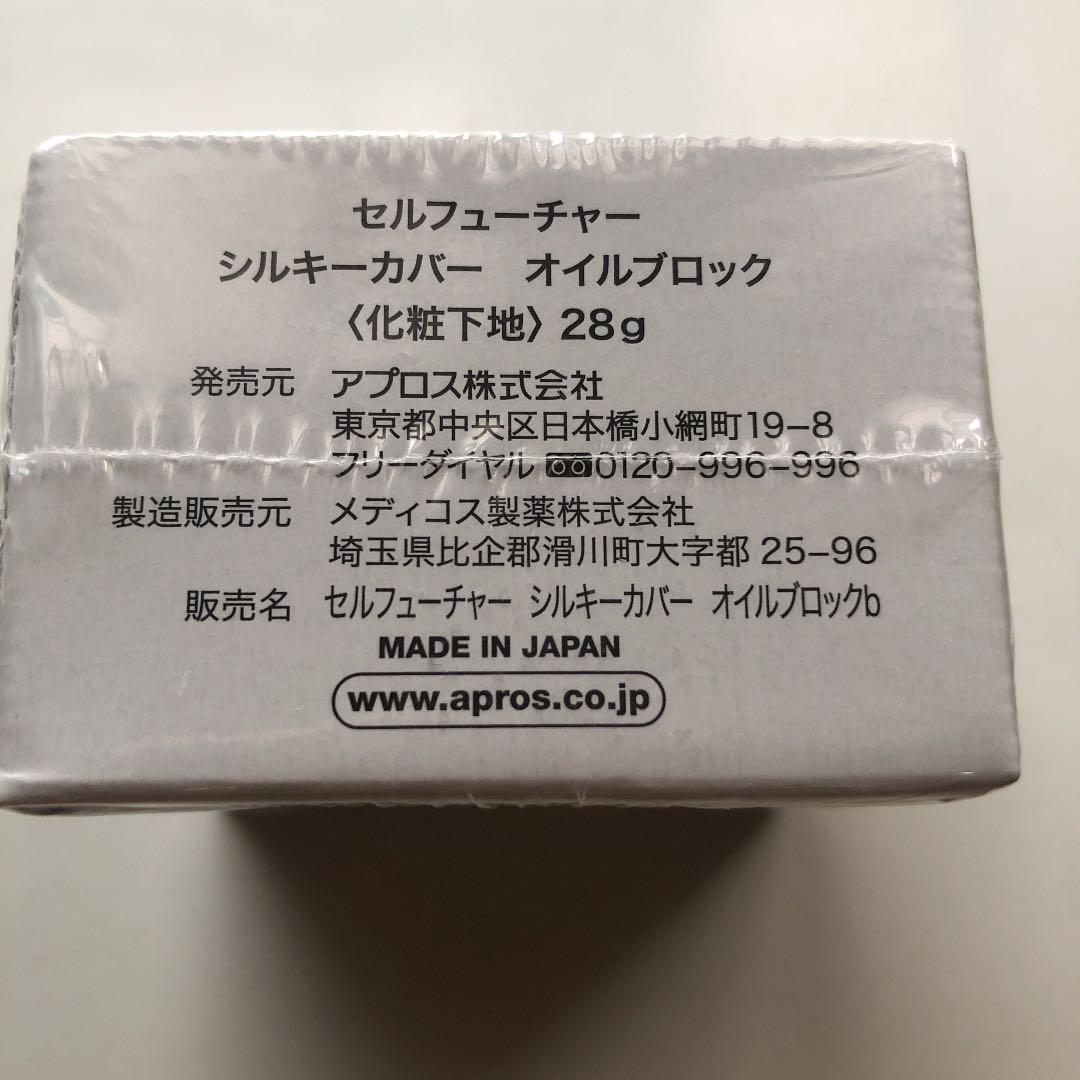 セルフューチャー
シルキーカバー　オイルブロック
〈化粧下地〉28g
発売元　アプロス株式会社
東京都中央区日本橋小網町19−8
フリーダイヤル 0120−996−996
製造販売元　メディコス製薬株式会社
埼玉県比企郡滑川町大字都 25−96
販売名　セルフューチャー シルキーカバー オイルブロックb
MADE IN JAPAN
www.apros.co.jp